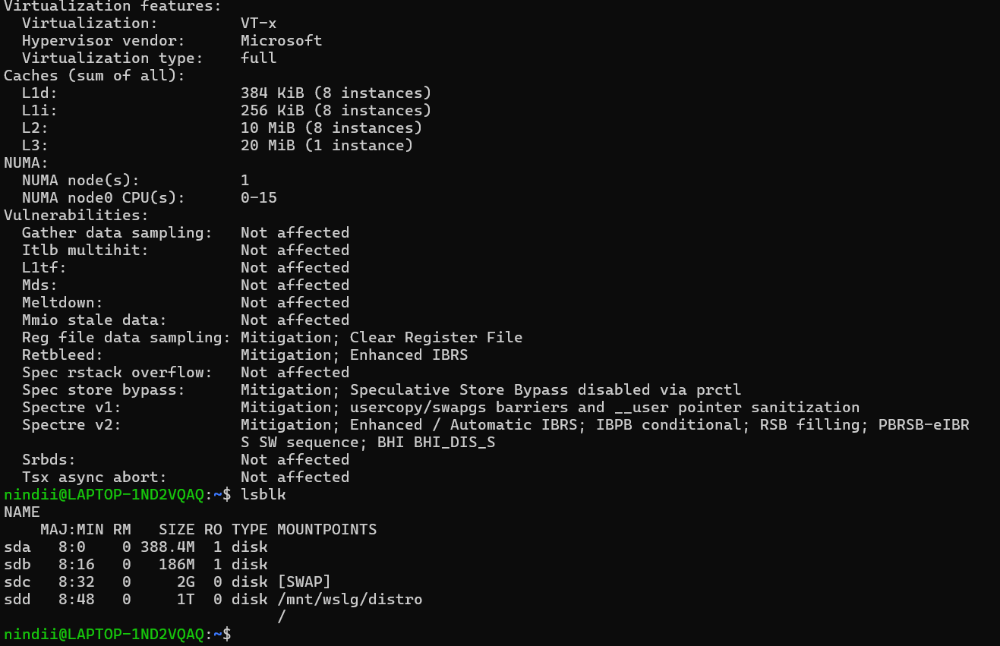 Virtualization features:
  Virtualization:         VT-x
  Hypervisor vendor:      Microsoft
  Virtualization type:    full
Caches (sum of all):
  L1d:                    384 KiB (8 instances)
  L1i:                    256 KiB (8 instances)
  L2:                     10 MiB (8 instances)
  L3:                     20 MiB (1 instance)
NUMA:
  NUMA node(s):           1
  NUMA node0 CPU(s):      0-15
Vulnerabilities:
  Gather data sampling:   Not affected
  Itlb multihit:          Not affected
  L1tf:                   Not affected
  Mds:                    Not affected
  Meltdown:               Not affected
  Mmio stale data:        Not affected
  Reg file data sampling: Mitigation; Clear Register File
  Retbleed:               Mitigation; Enhanced IBRS
  Spec rstack overflow:   Not affected
  Spec store bypass:      Mitigation; Speculative Store Bypass disabled via prctl
  Spectre v1:             Mitigation; usercopy/swapgs barriers and __user pointer sanitization
  Spectre v2:             Mitigation; Enhanced / Automatic IBRS; IBPB conditional; RSB filling; PBRSB-eIBR
                          S SW sequence; BHI BHI_DIS_S
  Srbds:                  Not affected
  Tsx async abort:        Not affected
nindii@LAPTOP-1ND2VQAQ:~$ lsblk
NAME
    MAJ:MIN RM   SIZE RO TYPE MOUNTPOINTS
sda   8:0    0 388.4M  1 disk
sdb   8:16   0   186M  1 disk
sdc   8:32   0     2G  0 disk [SWAP]
sdd   8:48   0     1T  0 disk /mnt/wslg/distro
                              /
nindii@LAPTOP-1ND2VQAQ:~$